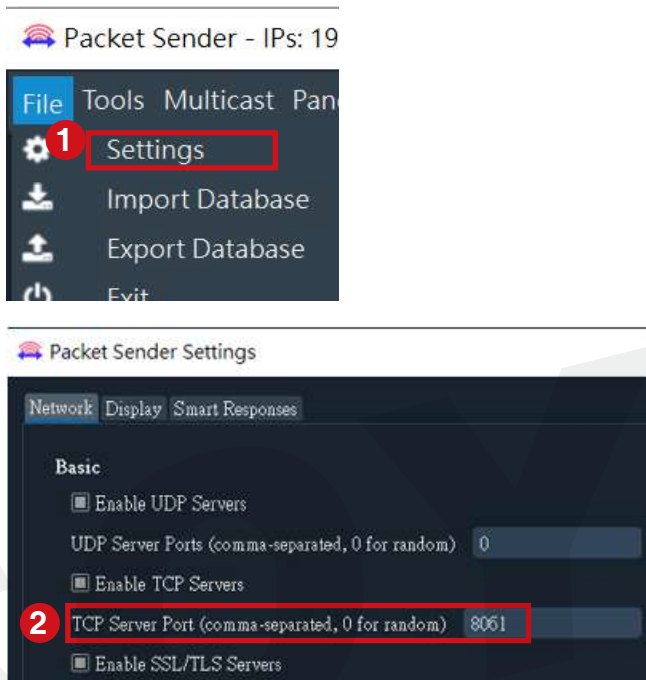 Packet Sender - IPs: 19
File Tools Multicast Pan
1 Settings
Import Database
Export Database
Exit
Packet Sender Settings
Network Display Smart Responses
Basic
Enable UDP Servers
UDP Server Ports (comma-separated, 0 for random) 0
Enable TCP Servers
2 TCP Server Port (comma-separated, 0 for random) 8061
Enable SSL/TLS Servers